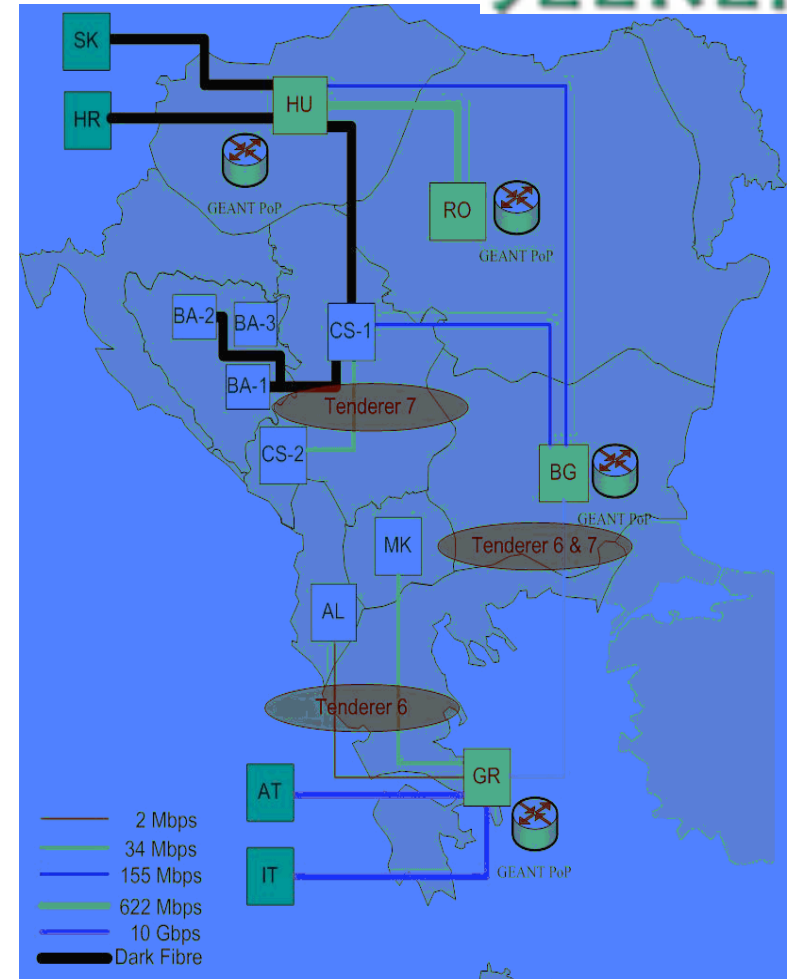 SK
HU
HR
GEANT PoP
RO
GEANT PoP
BA-2
BA-3
CS-1
BA-1
Tenderer 7
CS-2
BG
GEANT PoP
MK
Tenderer 6 & 7
AL
Tenderer 6
GR
AT
GEANT PoP
IT
2 Mbps
34 Mbps
155 Mbps
622 Mbps
10 Gbps
Dark Fibre